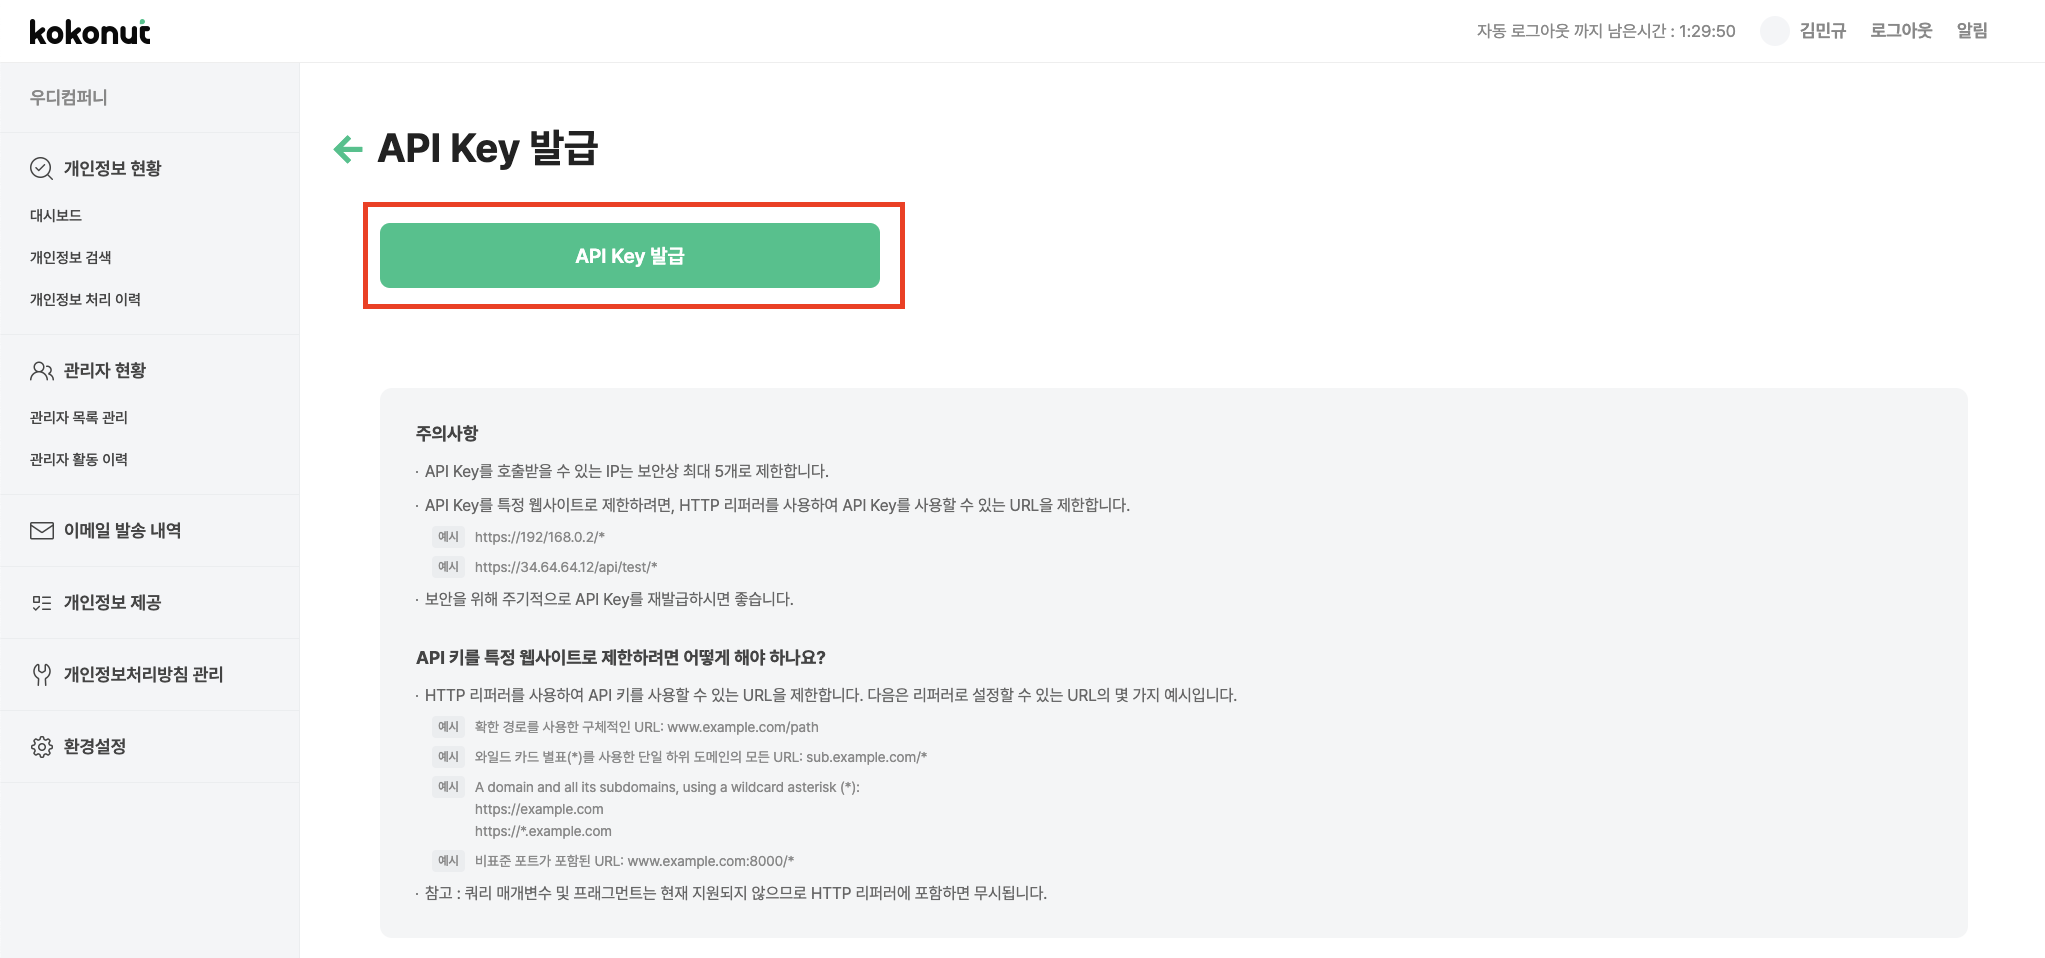 kokonut
자동 로그아웃 까지 남은시간 : 1:29:50
김민규
로그아웃
알림
우디컴퍼니
개인정보 현황
대시보드
개인정보 검색
개인정보 처리 이력
관리자 현황
관리자 목록 관리
관리자 활동 이력
이메일 발송 내역
개인정보 제공
개인정보처리방침 관리
환경설정
API Key 발급
API Key 발급
주의사항
· API Key를 호출받을 수 있는 IP는 보안상 최대 5개로 제한합니다.
· API Key를 특정 웹사이트로 제한하려면, HTTP 리퍼러를 사용하여 API Key를 사용할 수 있는 URL을 제한합니다.
예시 https://192/168.0.2/*
예시 https://34.64.64.12/api/test/*
· 보안을 위해 주기적으로 API Key를 재발급하시면 좋습니다.
API 키를 특정 웹사이트로 제한하려면 어떻게 해야 하나요?
· HTTP 리퍼러를 사용하여 API 키를 사용할 수 있는 URL을 제한합니다. 다음은 리퍼러로 설정할 수 있는 URL의 몇 가지 예시입니다.
예시 확한 경로를 사용한 구체적인 URL: www.example.com/path
예시 와일드 카드 별표(*)를 사용한 단일 하위 도메인의 모든 URL: sub.example.com/*
예시 A domain and all its subdomains, using a wildcard asterisk (*):
https://example.com
https://*.example.com
예시 비표준 포트가 포함된 URL: www.example.com:8000/*
· 참고 : 쿼리 매개변수 및 프래그먼트는 현재 지원되지 않으므로 HTTP 리퍼러에 포함하면 무시됩니다.